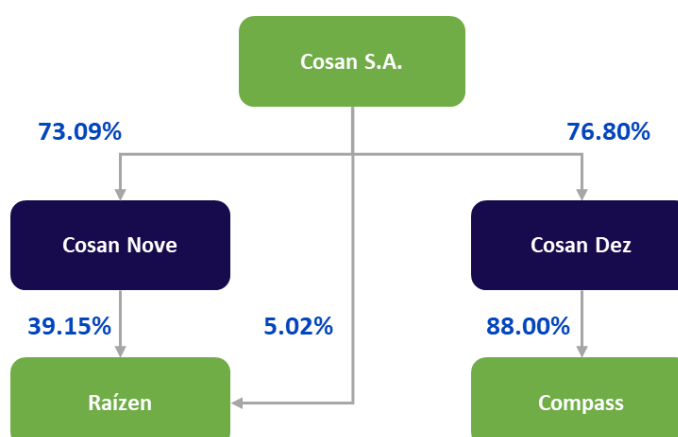 Cosan S.A.
73.09%
76.80%
Cosan Nove
Cosan Dez
39.15%
5.02%
88.00%
Raízen
Compass